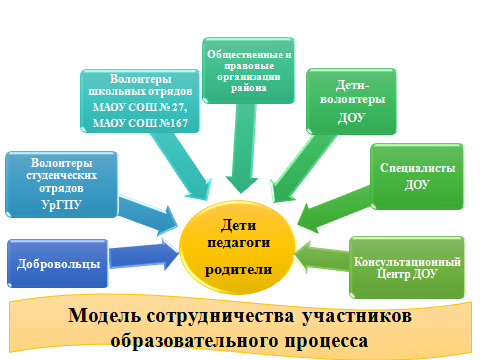 Добровольцы
Волонтеры
студенческих
отрядов
УрГПУ
Волонтеры
школьных отрядов
МАОУ СОШ № 27,
МАОУ СОШ №167
Общественные и
правовые
организации
района
Дети-
волонтеры
ДОУ
Специалисты
ДОУ
Консультационный
Центр ДОУ
Дети
педагоги
родители
Модель сотрудничества участников
образовательного процесса